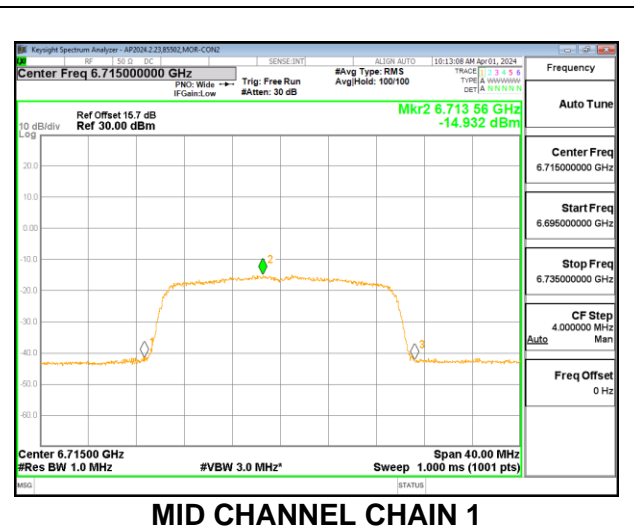 Keysight Spectrum Analyzer - AP2024.2.23,85502,MOR-CON2
RF 50 Ω DC SENSE:INT ALIGN AUTO 10:13:08 AM Apr 01, 2024
Center Freq 6.715000000 GHz
PNO: Wide
IFGain:Low
Trig: Free Run
#Atten: 30 dB
#Avg Type: RMS
Avg|Hold: 100/100
TRACE 1 2 3 4 5 6
TYPE A WWWWW
DET A NNNNN
Frequency
Auto Tune
Center Freq
6.715000000 GHz
Start Freq
6.695000000 GHz
Stop Freq
6.735000000 GHz
CF Step
4.000000 MHz
Auto Man
Freq Offset
0 Hz
Mkr2 6.713 56 GHz
-14.932 dBm
Ref Offset 15.7 dB
10 dB/div Ref 30.00 dBm
Log
20.0
10.0
0.00
-10.0
-20.0
-30.0
-40.0
-50.0
-60.0
1
2
3
Center 6.71500 GHz Span 40.00 MHz
#Res BW 1.0 MHz #VBW 3.0 MHz* Sweep 1.000 ms (1001 pts)
MSG STATUS
MID CHANNEL CHAIN 1